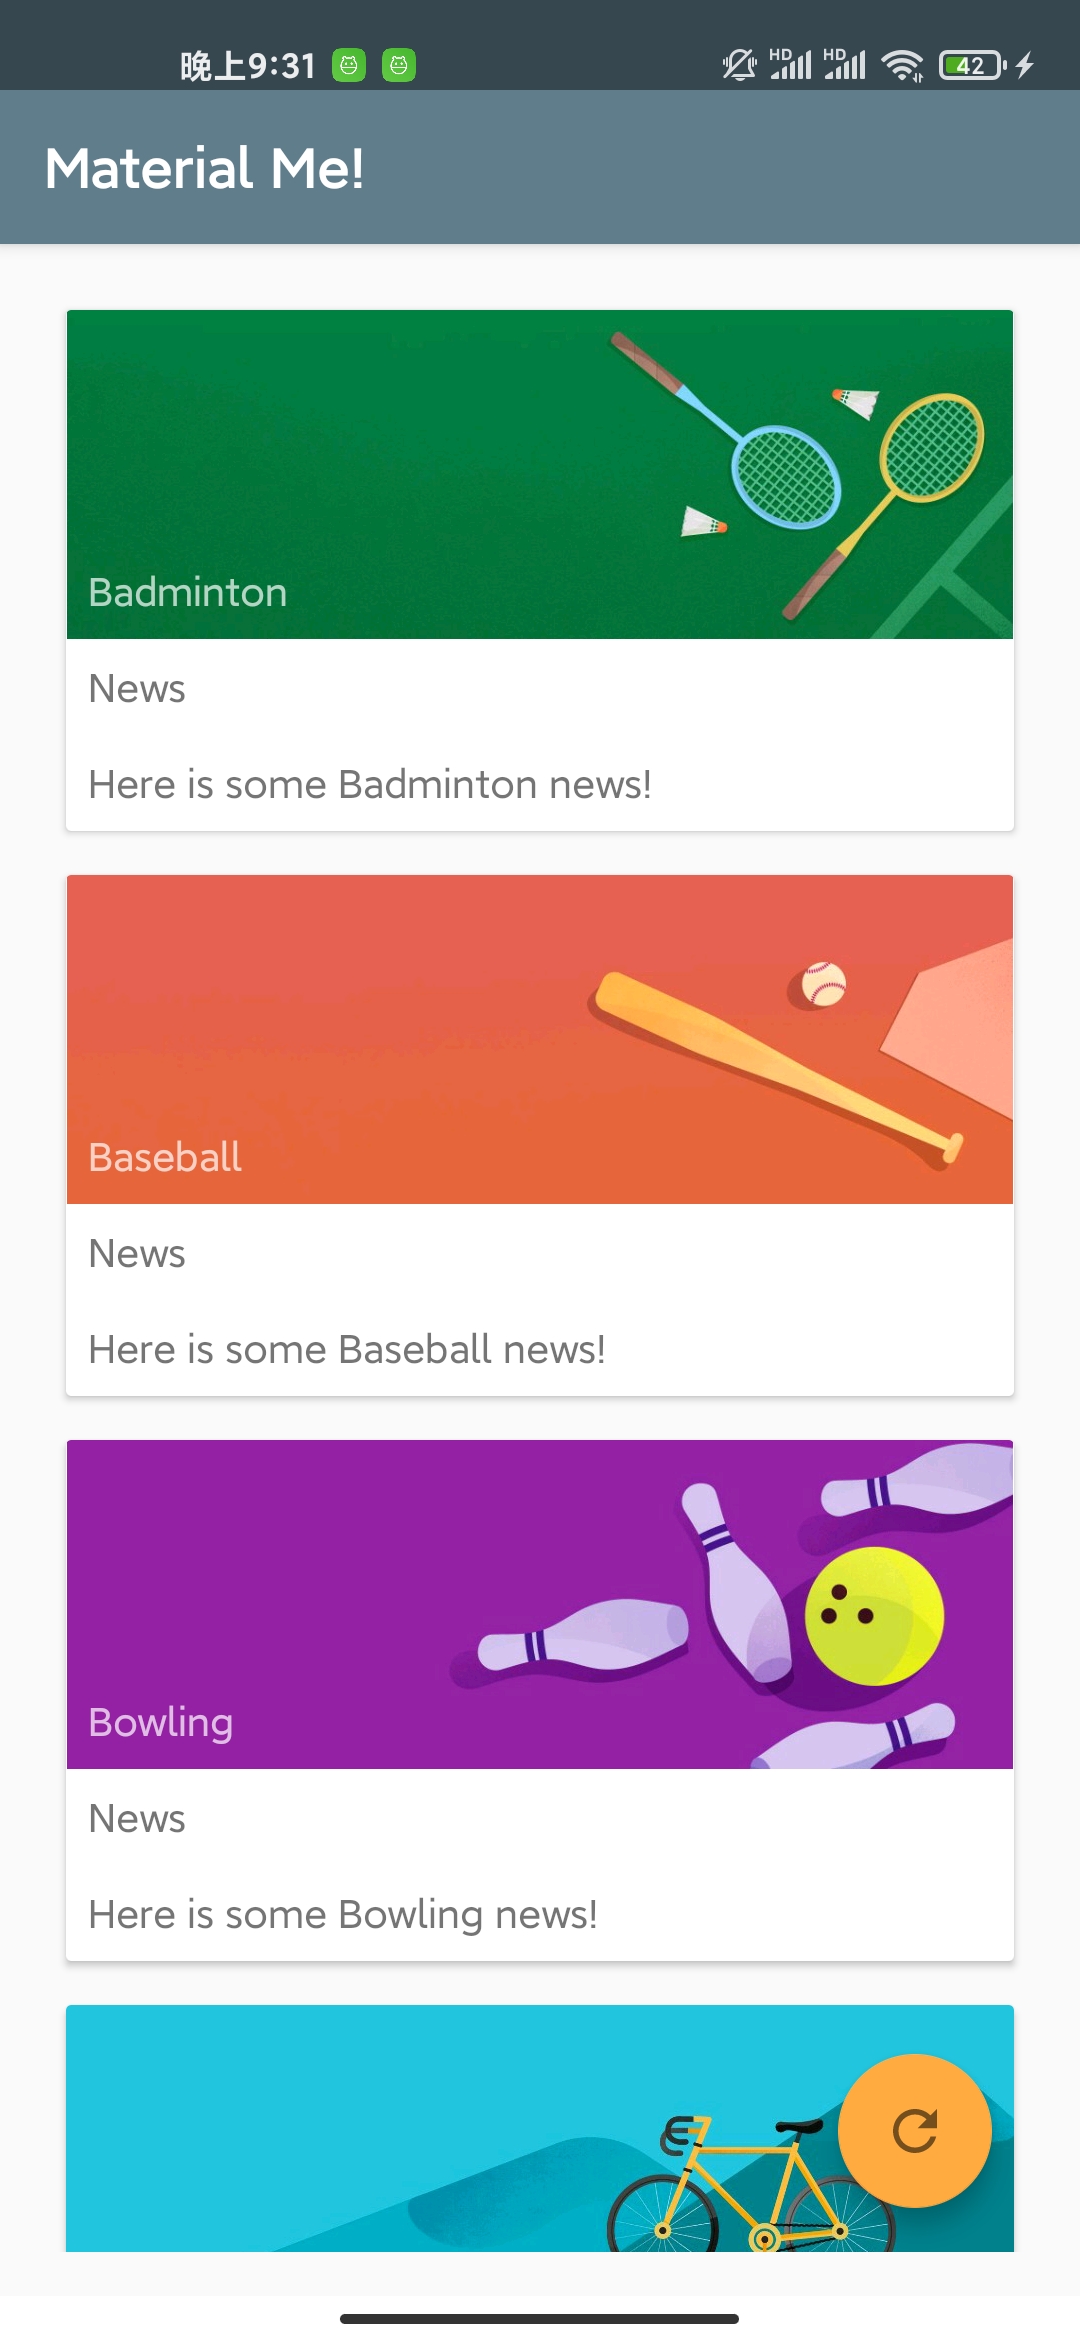 晚上9:31 HD HD 42
Material Me!
Badminton
News
Here is some Badminton news!
Baseball
News
Here is some Baseball news!
Bowling
News
Here is some Bowling news!